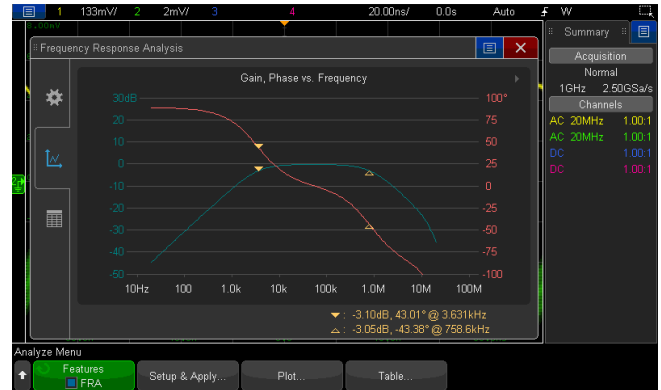 1 133mV/ 2 2mV/ 3 4 20.00ns/ 0.0s Auto W
Summary
Frequency Response Analysis
Acquisition
Normal
1GHz 2.50GSa/s
Channels
AC 20MHz 1.00:1
AC 20MHz 1.00:1
DC 1.00:1
DC 1.00:1
Gain, Phase vs. Frequency
30dB 100°
20 75
10 50
0 25
-10 0
-20 -25
-30 -50
-40 -75
-50 -100
10Hz 100 1.0k 10k 100k 1.0M 10M 100M
: -3.10dB, 43.01° @ 3.631kHz
: -3.05dB, -43.38° @ 758.6kHz
Analyze Menu
Features
FRA
Setup & Apply...
Plot...
Table...